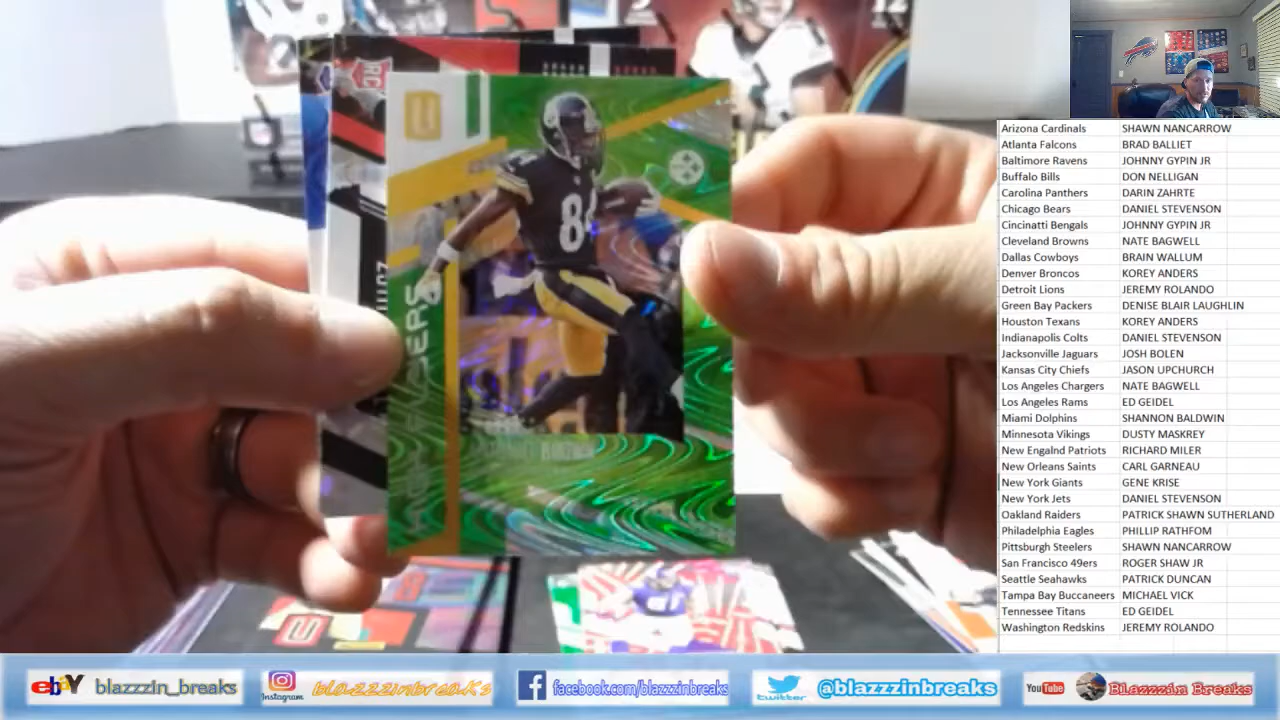 12
RC
84
Arizona Cardinals SHAWN NANCARROW
Atlanta Falcons BRAD BALLIET
Baltimore Ravens JOHNNY GYPIN JR
Buffalo Bills DON NELLIGAN
Carolina Panthers DARIN ZAHRTE
Chicago Bears DANIEL STEVENSON
Cincinatti Bengals JOHNNY GYPIN JR
Cleveland Browns NATE BAGWELL
Dallas Cowboys BRAIN WALLUM
Denver Broncos KOREY ANDERS
Detroit Lions JEREMY ROLANDO
Green Bay Packers DENISE BLAIR LAUGHLIN
Houston Texans KOREY ANDERS
Indianapolis Colts DANIEL STEVENSON
Jacksonville Jaguars JOSH BOLEN
Kansas City Chiefs JASON UPCHURCH
Los Angeles Chargers NATE BAGWELL
Los Angeles Rams ED GEIDEL
Miami Dolphins SHANNON BALDWIN
Minnesota Vikings DUSTY MASKREY
New Engalnd Patriots RICHARD MILER
New Orleans Saints CARL GARNEAU
New York Giants GENE KRISE
New York Jets DANIEL STEVENSON
Oakland Raiders PATRICK SHAWN SUTHERLAND
Philadelphia Eagles PHILLIP RATHFOM
Pittsburgh Steelers SHAWN NANCARROW
San Francisco 49ers ROGER SHAW JR
Seattle Seahawks PATRICK DUNCAN
Tampa Bay Buccaneers MICHAEL VICK
Tennessee Titans ED GEIDEL
Washington Redskins JEREMY ROLANDO
ebay blazzzin_breaks
Instagram blazzzinbreaks
facebook.com/blazzzinbreaks
twitter @blazzzinbreaks
YouTube Blazzzin Breaks